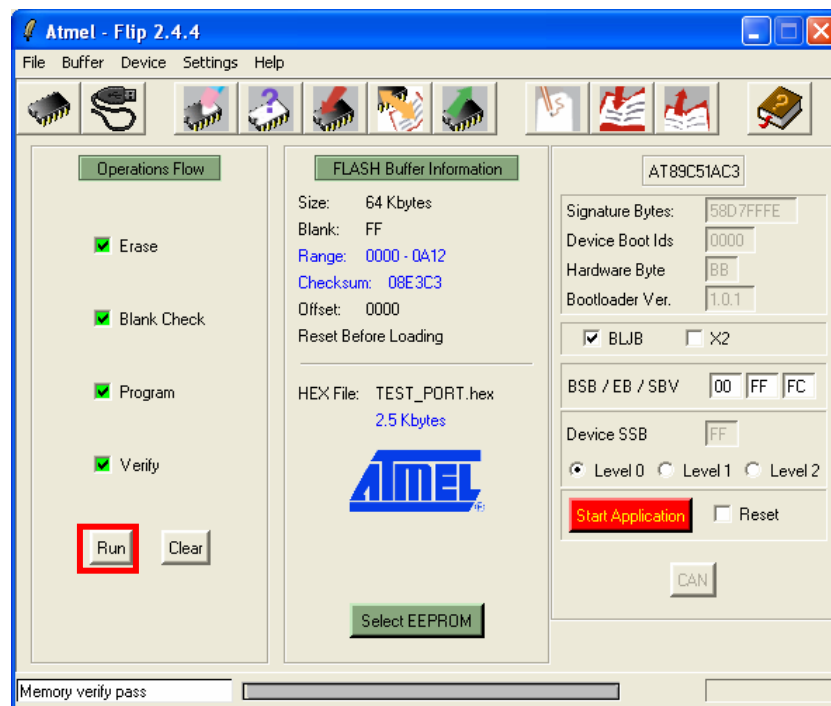 Atmel - Flip 2.4.4
File Buffer Device Settings Help
Operations Flow
Erase
Blank Check
Program
Verify
Run Clear
FLASH Buffer Information
Size: 64 Kbytes
Blank: FF
Range: 0000 - 0A12
Checksum: 08E3C3
Offset: 0000
Reset Before Loading
HEX File: TEST_PORT.hex
2.5 Kbytes
ATMEL
®
Select EEPROM
AT89C51AC3
Signature Bytes: 58D7FFFE
Device Boot Ids 0000
Hardware Byte BB
Bootloader Ver. 1.0.1
BLJB X2
BSB / EB / SBV 00 FF FC
Device SSB FF
Level 0 Level 1 Level 2
Start Application Reset
CAN
Memory verify pass